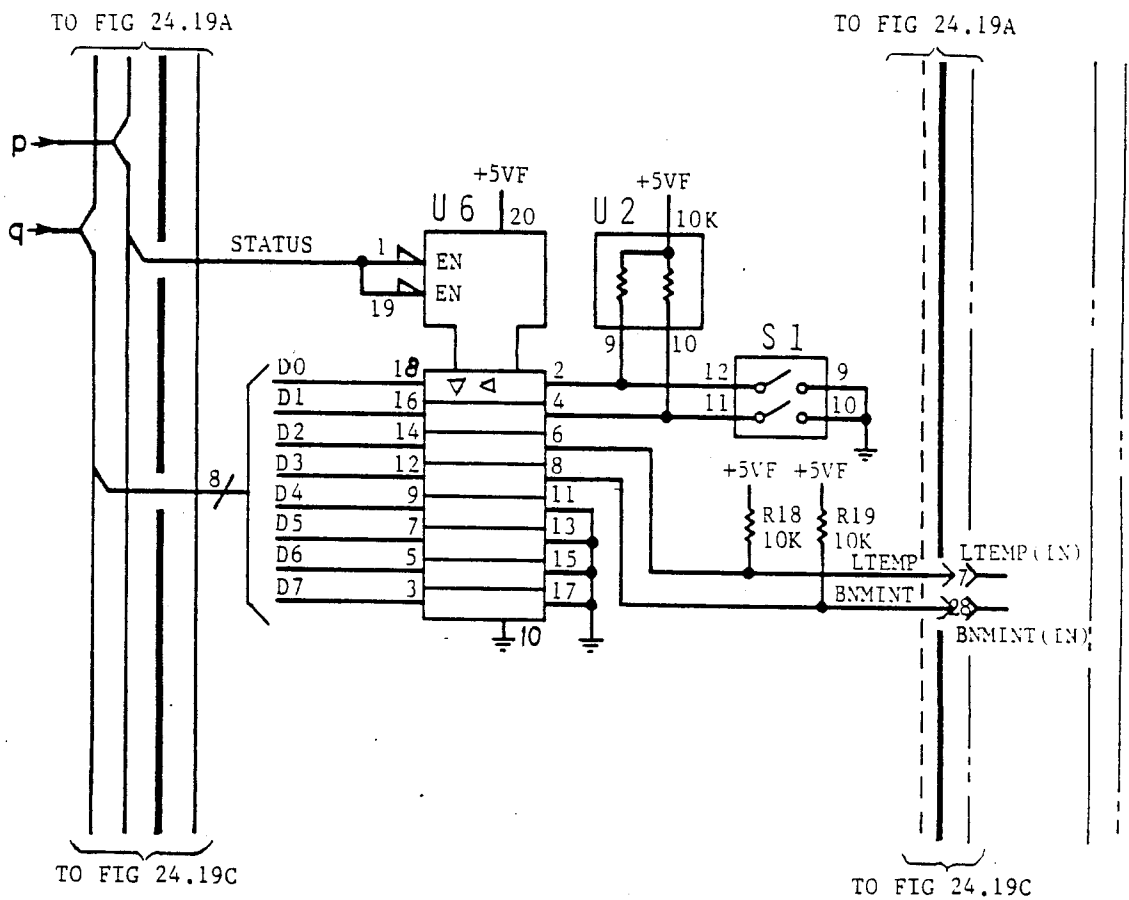 TO FIG 24.19A
TO FIG 24.19A
p
q
STATUS
+5VF
U6
20
1
EN
19
EN
+5VF
U2
10K
9
10
S1
D0
18
2
12
9
D1
16
4
11
10
D2
14
6
D3
12
8
+5VF
+5VF
8
D4
9
11
D5
7
13
R18
10K
R19
10K
D6
5
15
LTEMP
7
LTEMP(IN)
D7
3
17
BNMINT
28
BNMINT(IN)
10
TO FIG 24.19C
TO FIG 24.19C